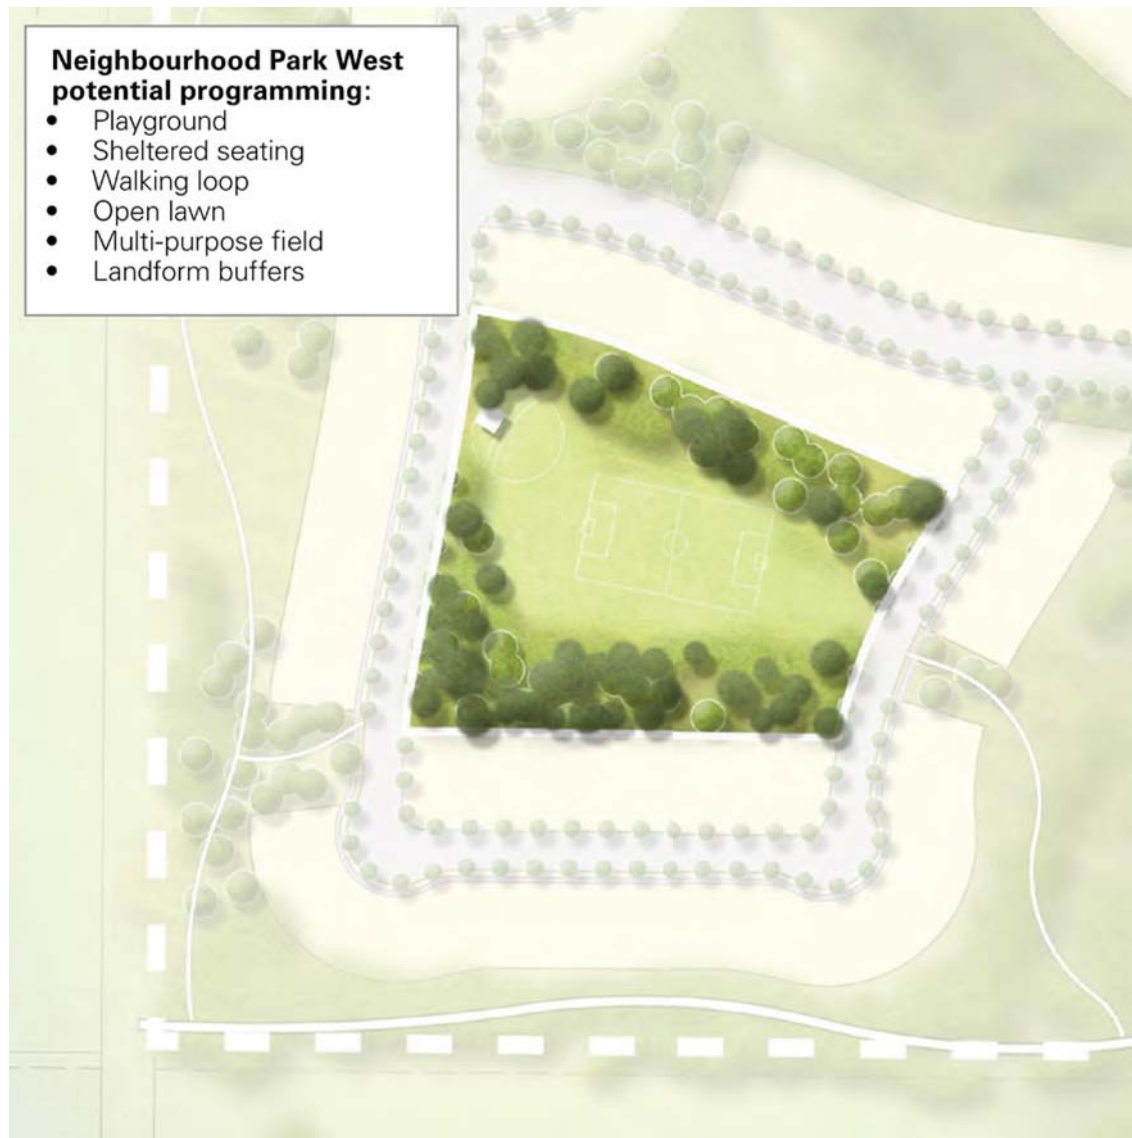 Neighbourhood Park West
potential programming:
• Playground
• Sheltered seating
• Walking loop
• Open lawn
• Multi-purpose field
• Landform buffers